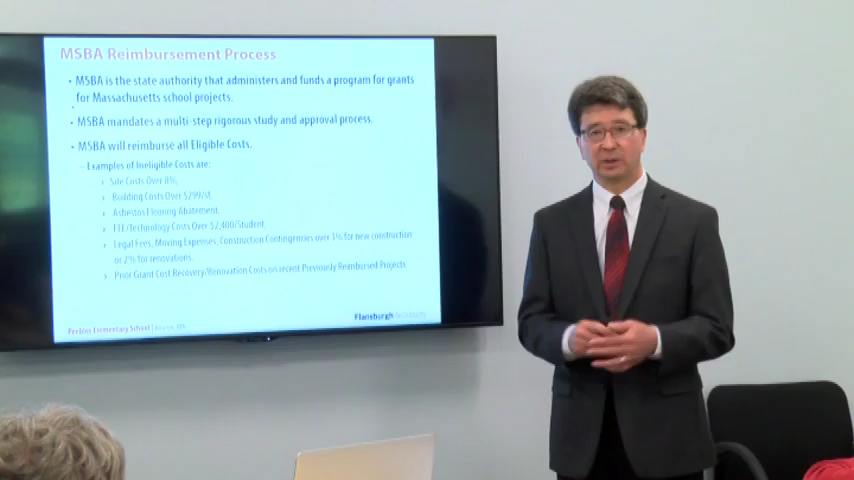 MSBA Reimbursement Process
• MSBA is the state authority that administers and funds a program for grants
for Massachusetts school projects.
•
• MSBA mandates a multi-step rigorous study and approval process.
• MSBA will reimburse all Eligible Costs.
– Examples of Ineligible Costs are:
› Site Costs Over 8%,
› Building Costs Over $299/sf,
› Asbestos Flooring Abatement,
› FFE/Technology Costs Over $2,400/Student,
› Legal Fees, Moving Expenses, Construction Contingencies over 1% for new construction
or 2% for renovations.
› Prior Grant Cost Recovery/Renovation Costs on recent Previously Reimbursed Projects
Elementary School |
Flansburgh